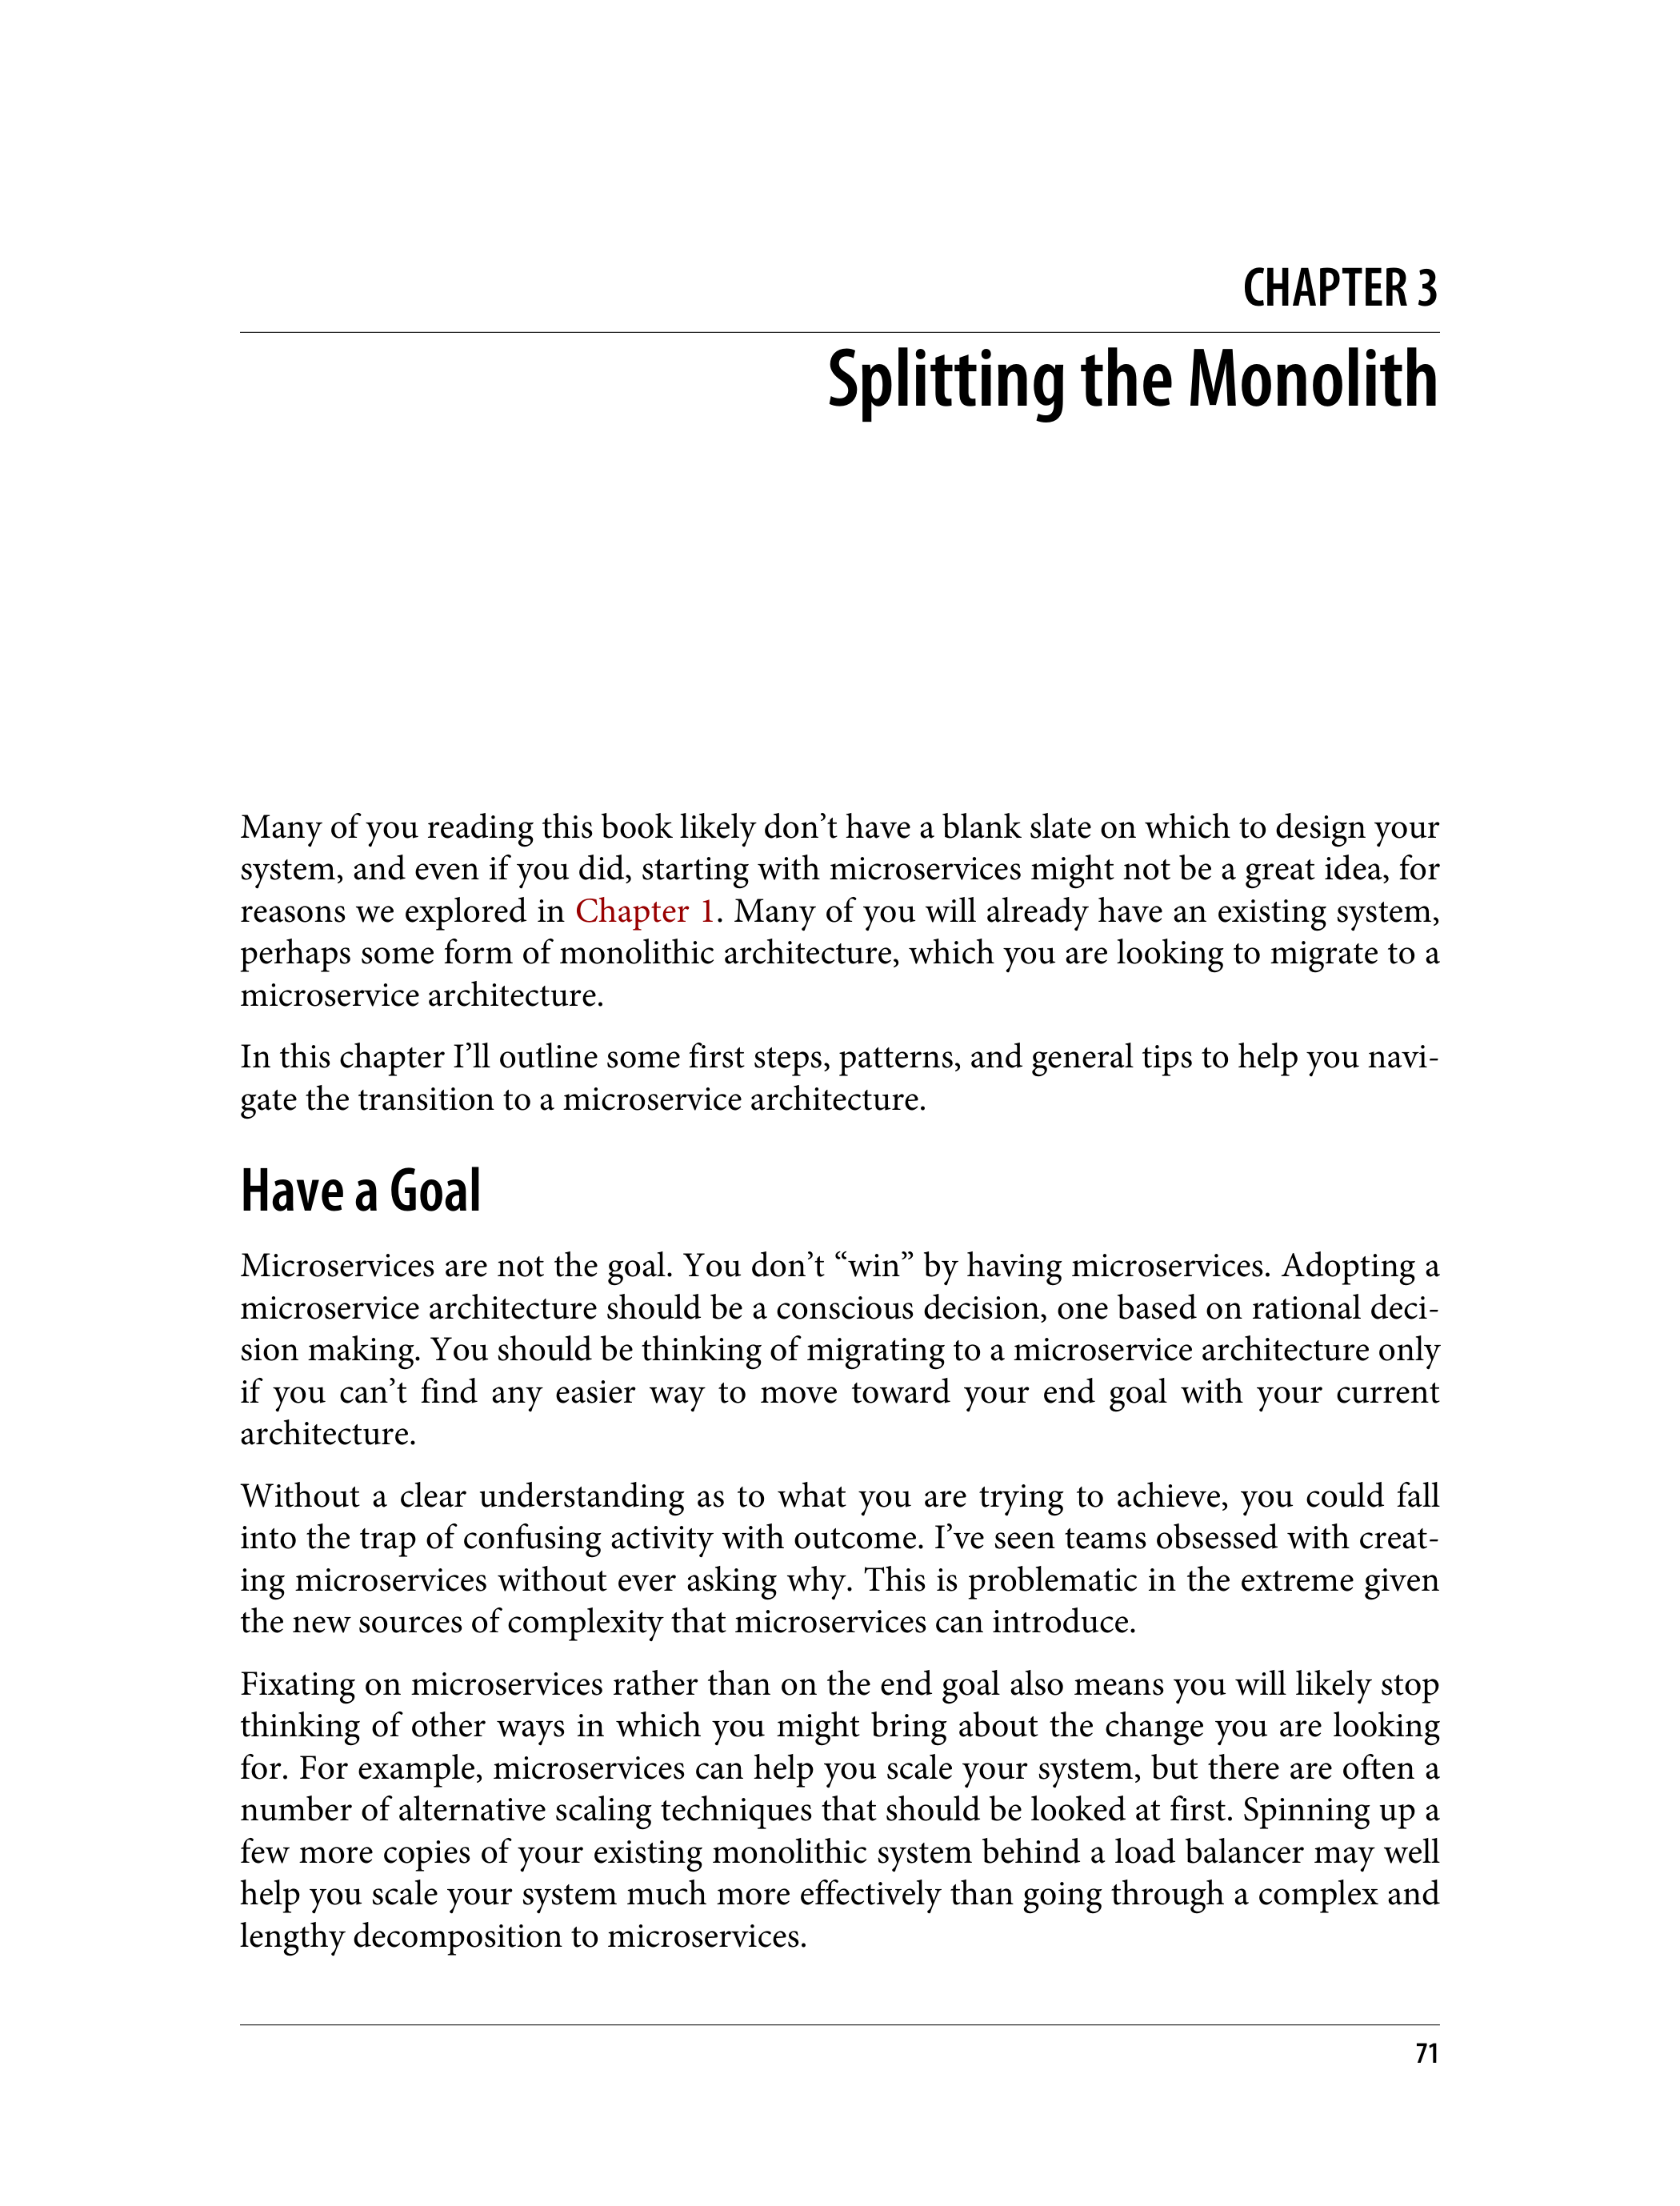 CHAPTER 3
Splitting the Monolith
Many of you reading this book likely don’t have a blank slate on which to design your
system, and even if you did, starting with microservices might not be a great idea, for
reasons we explored in Chapter 1. Many of you will already have an existing system,
perhaps some form of monolithic architecture, which you are looking to migrate to a
microservice architecture.
In this chapter I’ll outline some first steps, patterns, and general tips to help you navi-
gate the transition to a microservice architecture.
Have a Goal
Microservices are not the goal. You don’t “win” by having microservices. Adopting a
microservice architecture should be a conscious decision, one based on rational deci-
sion making. You should be thinking of migrating to a microservice architecture only
if you can’t find any easier way to move toward your end goal with your current
architecture.
Without a clear understanding as to what you are trying to achieve, you could fall
into the trap of confusing activity with outcome. I’ve seen teams obsessed with creat-
ing microservices without ever asking why. This is problematic in the extreme given
the new sources of complexity that microservices can introduce.
Fixating on microservices rather than on the end goal also means you will likely stop
thinking of other ways in which you might bring about the change you are looking
for. For example, microservices can help you scale your system, but there are often a
number of alternative scaling techniques that should be looked at first. Spinning up a
few more copies of your existing monolithic system behind a load balancer may well
help you scale your system much more effectively than going through a complex and
lengthy decomposition to microservices.
71